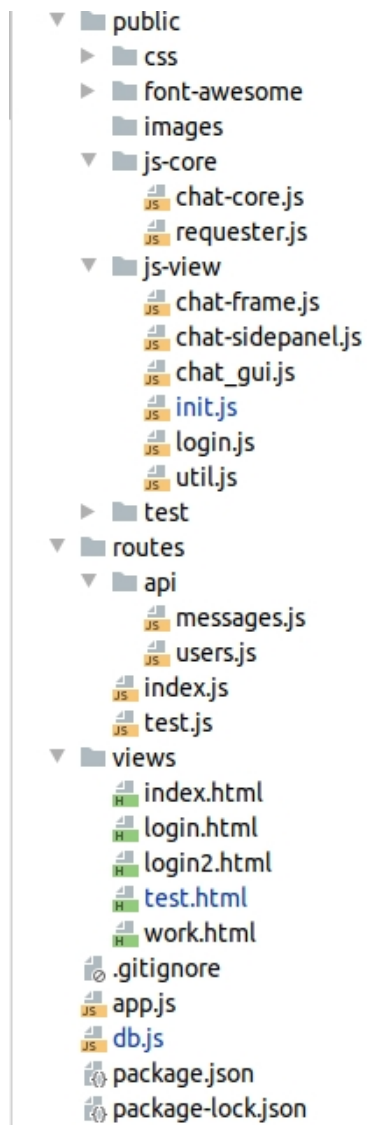 public
css
font-awesome
images
js-core
chat-core.js
requester.js
js-view
chat-frame.js
chat-sidepanel.js
chat_gui.js
init.js
login.js
util.js
test
routes
api
messages.js
users.js
index.js
test.js
views
index.html
login.html
login2.html
test.html
work.html
.gitignore
app.js
db.js
package.json
package-lock.json